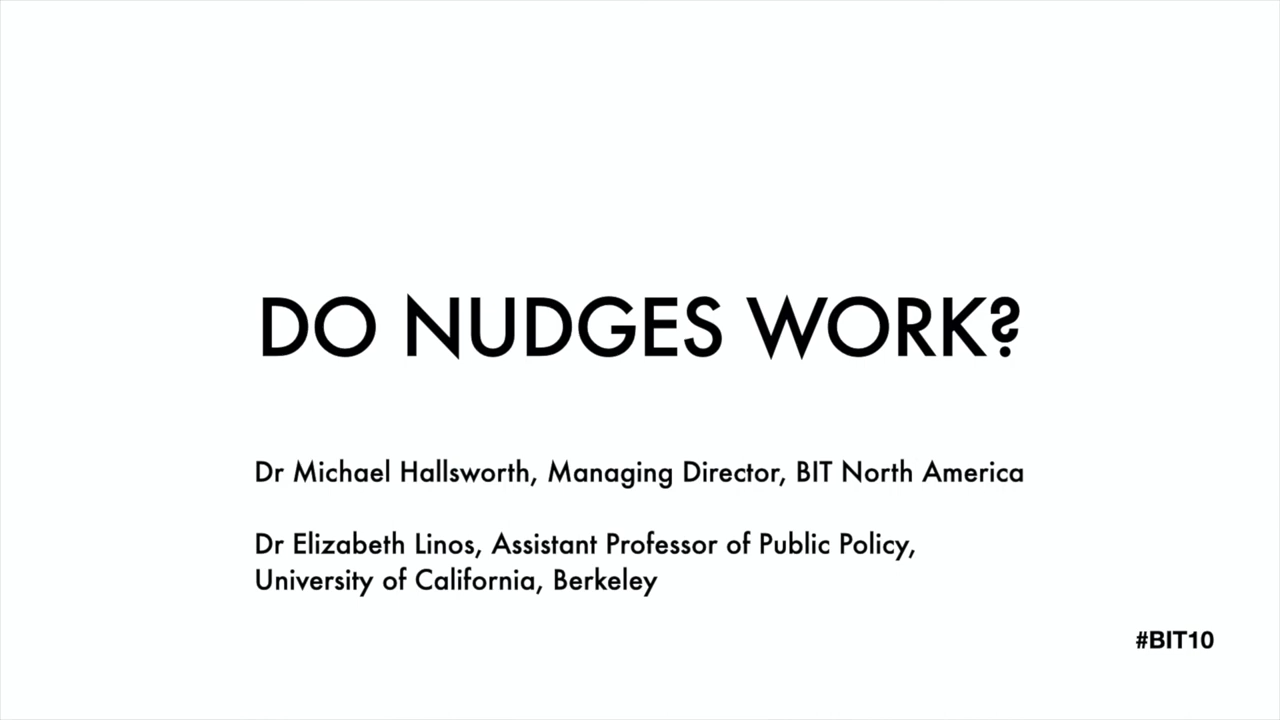 DO NUDGES WORK?
Dr Michael Hallsworth, Managing Director, BIT North America
Dr Elizabeth Linos, Assistant Professor of Public Policy,
University of California, Berkeley
#BIT10